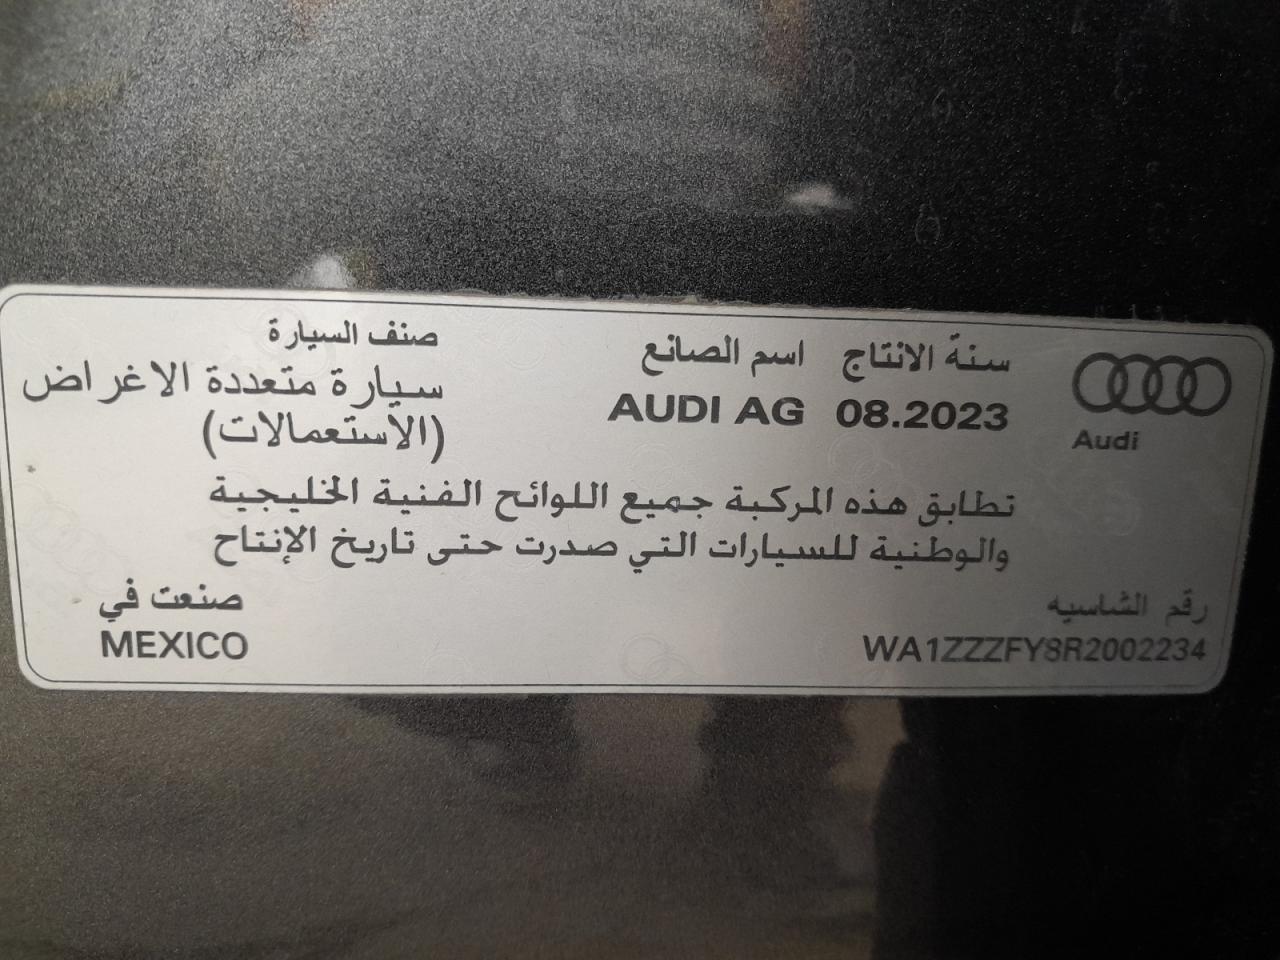 سنة الانتاج
08.2023
اسم الصانع
AUDI AG
صنف السيارة
سيارة متعددة الاغراض
(الاستعمالات)
Audi
تطابق هذه المركبة جميع اللوائح الفنية الخليجية
والوطنية للسيارات التي صدرت حتى تاريخ الإنتاج
رقم الشاسيه
WA1ZZZFY8R2002234
صنعت في
MEXICO